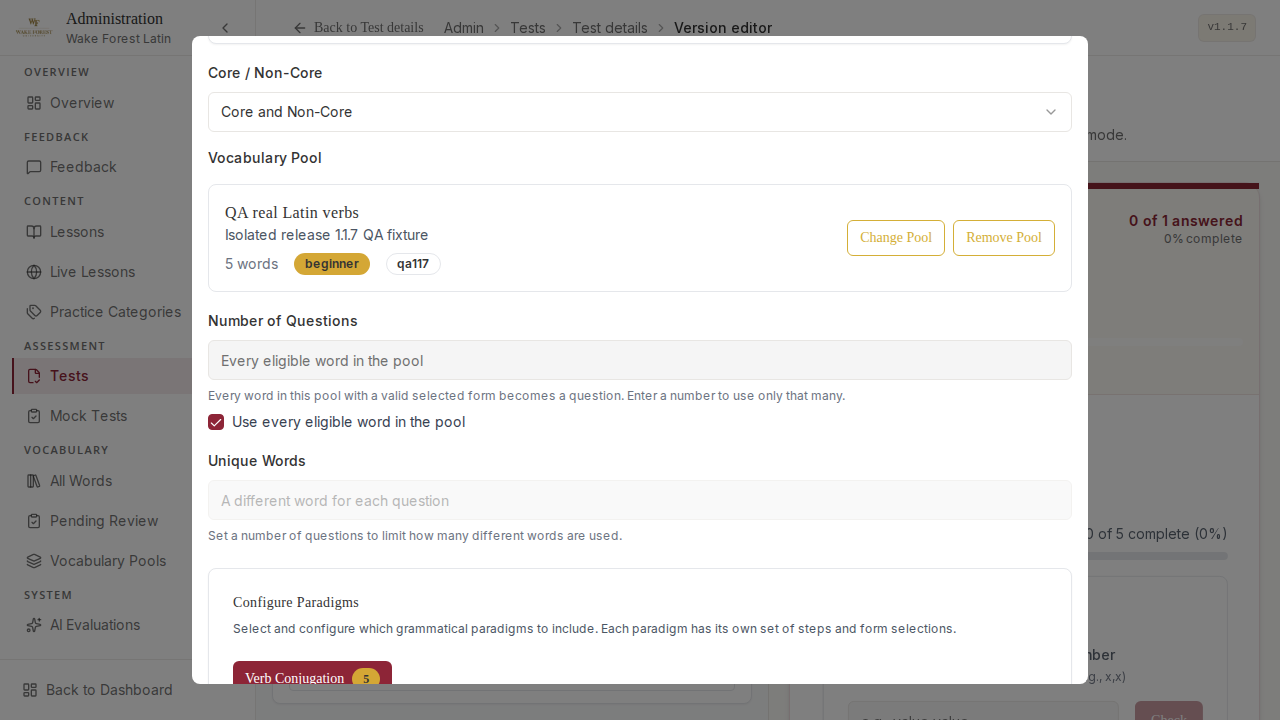 Administration
Wake Forest Latin
Back to Test details
Admin > Tests > Test details > Version editor
v1.1.7
OVERVIEW
Overview
FEEDBACK
Feedback
CONTENT
Lessons
Live Lessons
Practice Categories
ASSESSMENT
Tests
Mock Tests
VOCABULARY
All Words
Pending Review
Vocabulary Pools
SYSTEM
AI Evaluations
Back to Dashboard
Core / Non-Core
Core and Non-Core
Vocabulary Pool
QA real Latin verbs
Isolated release 1.1.7 QA fixture
5 words beginner qa117
Change Pool
Remove Pool
Number of Questions
Every eligible word in the pool
Every word in this pool with a valid selected form becomes a question. Enter a number to use only that many.
Use every eligible word in the pool
Unique Words
A different word for each question
Set a number of questions to limit how many different words are used.
Configure Paradigms
Select and configure which grammatical paradigms to include. Each paradigm has its own set of steps and form selections.
Verb Conjugation 5
mode.
0 of 1 answered
0% complete
0 of 5 complete (0%)
g., x,x)
Check